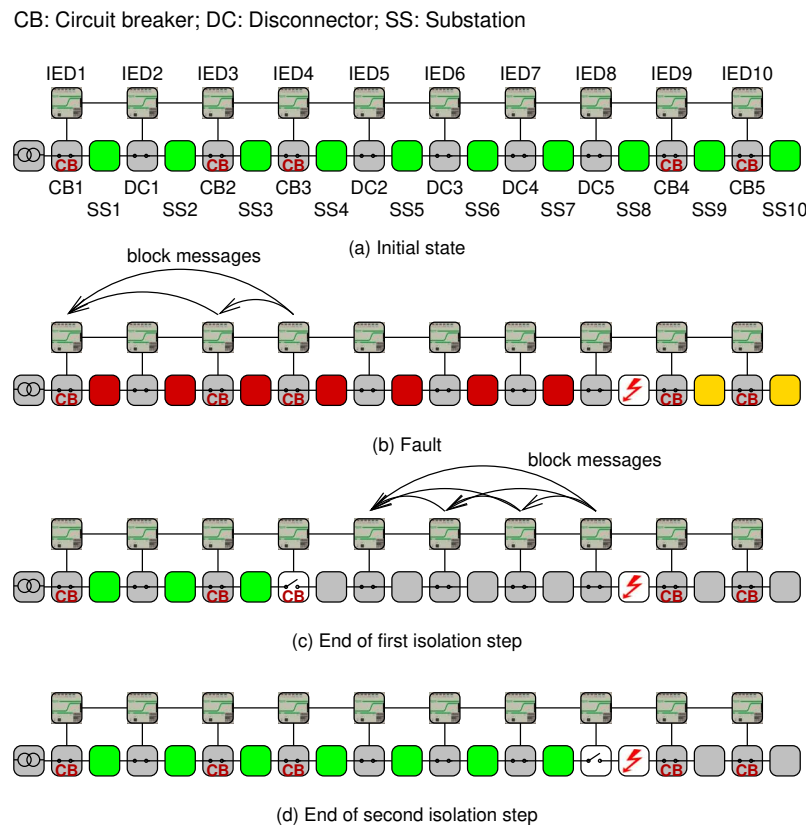 CB: Circuit breaker; DC: Disconnector; SS: Substation
IED1 IED2 IED3 IED4 IED5 IED6 IED7 IED8 IED9 IED10
CB CB CB CB CB
CB1 DC1 CB2 CB3 DC2 DC3 DC4 DC5 CB4 CB5
SS1 SS2 SS3 SS4 SS5 SS6 SS7 SS8 SS9 SS10
(a) Initial state
block messages
CB CB CB CB CB
(b) Fault
block messages
CB CB CB CB CB
(c) End of first isolation step
CB CB CB CB CB
(d) End of second isolation step